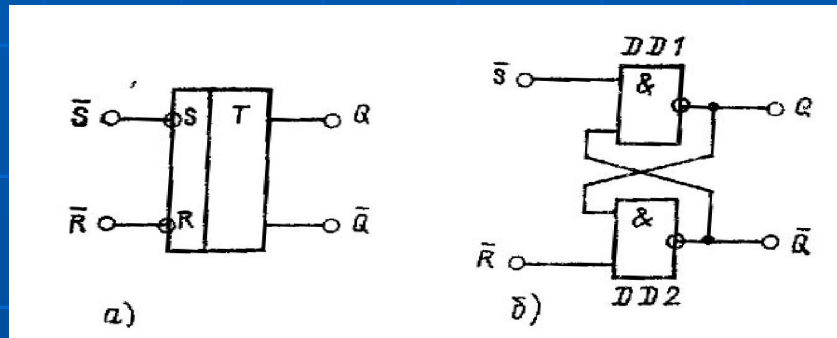 S̅ S T Q
R̅ R Q̅
а)
DD1
S̅ & Q
& Q̅
R̅
DD2
б)